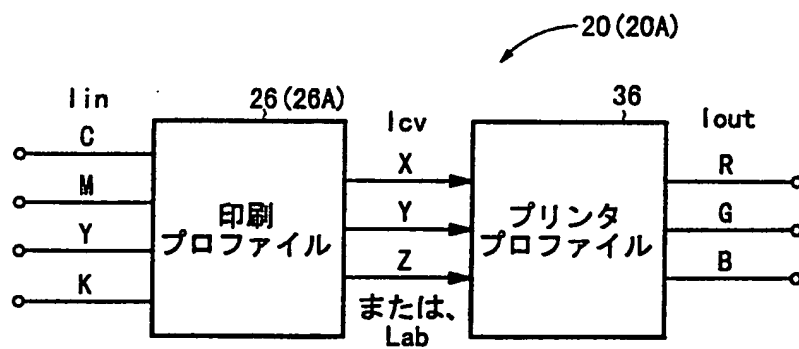 20(20A)
Iin
26(26A)
Icv
36
Iout
C
M
Y
K
印刷
プロファイル
X
Y
Z
または、
Lab
プリンタ
プロファイル
R
G
B